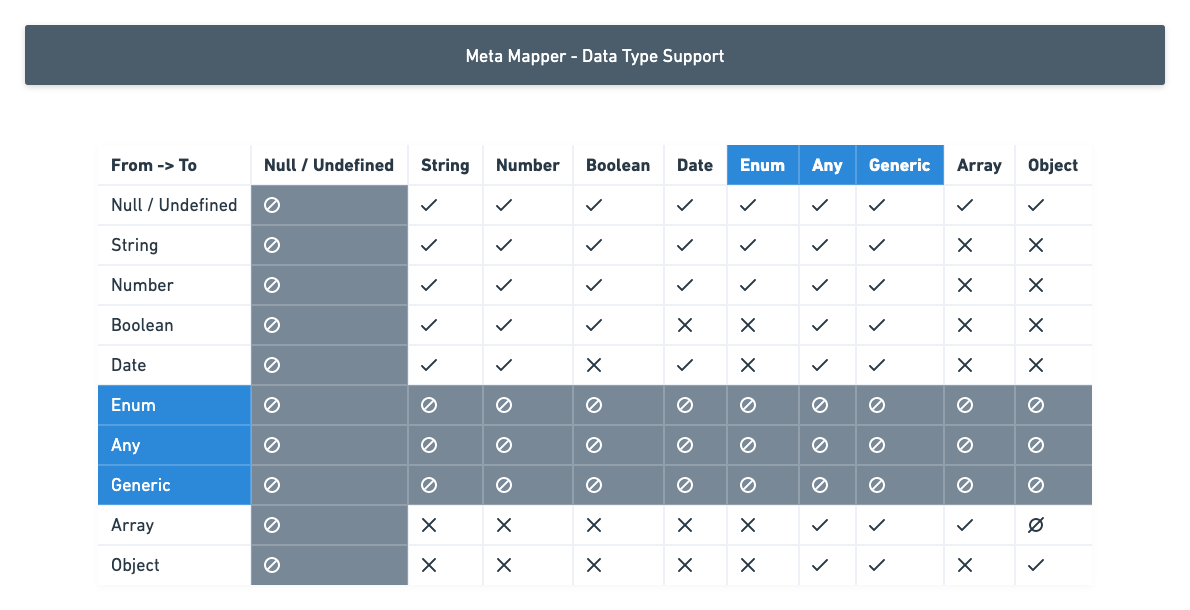 Meta Mapper - Data Type Support
From -> To Null / Undefined String Number Boolean Date Enum Any Generic Array Object
Null / Undefined ⊘ ✓ ✓ ✓ ✓ ✓ ✓ ✓ ✓ ✓
String ⊘ ✓ ✓ ✓ ✓ ✓ ✓ ✓ ✕ ✕
Number ⊘ ✓ ✓ ✓ ✓ ✓ ✓ ✓ ✕ ✕
Boolean ⊘ ✓ ✓ ✓ ✕ ✕ ✓ ✓ ✕ ✕
Date ⊘ ✓ ✓ ✕ ✓ ✕ ✓ ✓ ✕ ✕
Enum ⊘ ⊘ ⊘ ⊘ ⊘ ⊘ ⊘ ⊘ ⊘ ⊘
Any ⊘ ⊘ ⊘ ⊘ ⊘ ⊘ ⊘ ⊘ ⊘ ⊘
Generic ⊘ ⊘ ⊘ ⊘ ⊘ ⊘ ⊘ ⊘ ⊘ ⊘
Array ⊘ ✕ ✕ ✕ ✕ ✕ ✓ ✓ ✓ ∅
Object ⊘ ✕ ✕ ✕ ✕ ✕ ✓ ✓ ✕ ✓